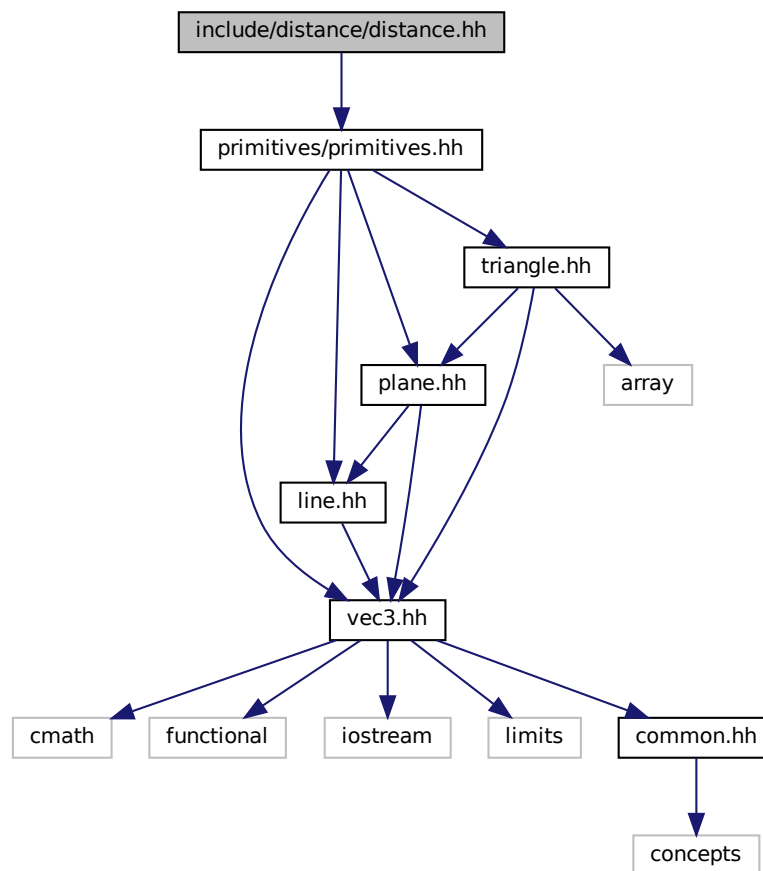 include/distance/distance.hh
primitives/primitives.hh
triangle.hh
plane.hh
array
line.hh
vec3.hh
cmath
functional
iostream
limits
common.hh
concepts